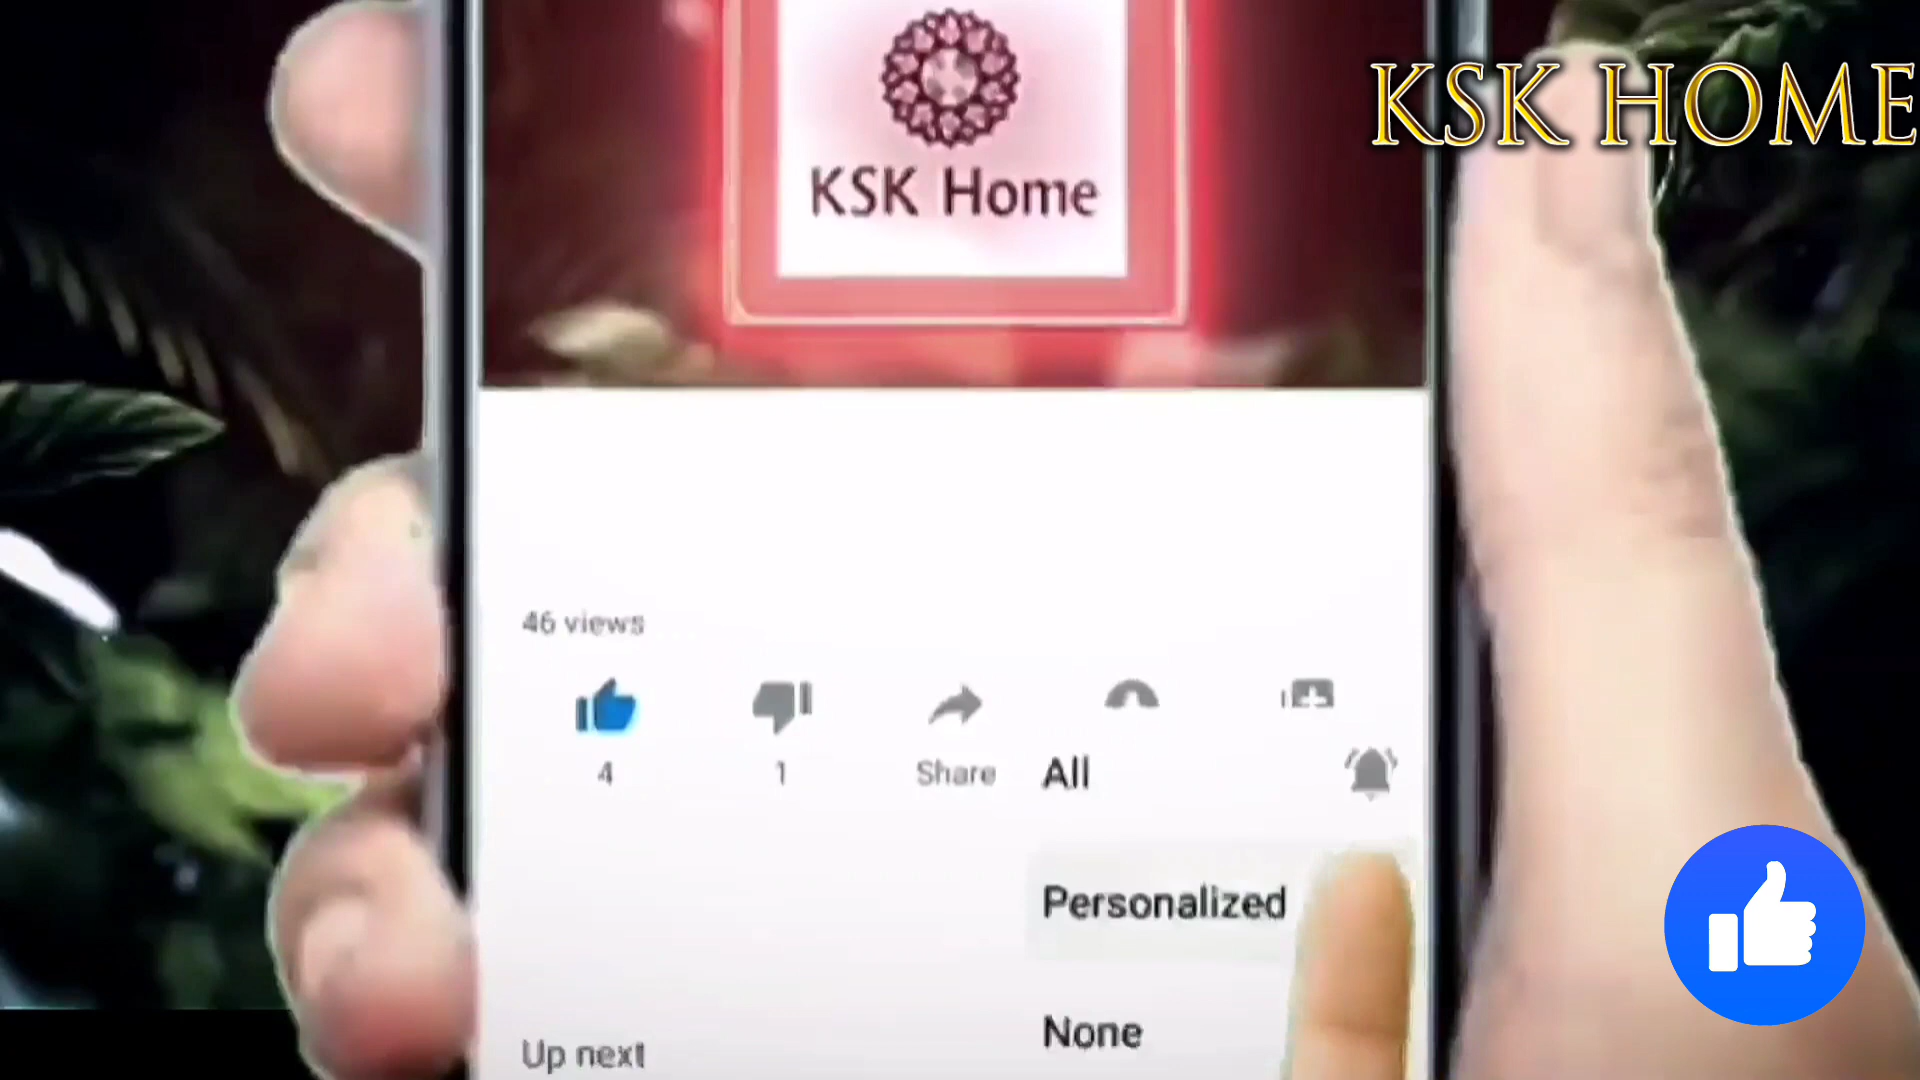 KSK HOME
KSK Home
46 views
4
1
Share
All
Personalized
None
Up next